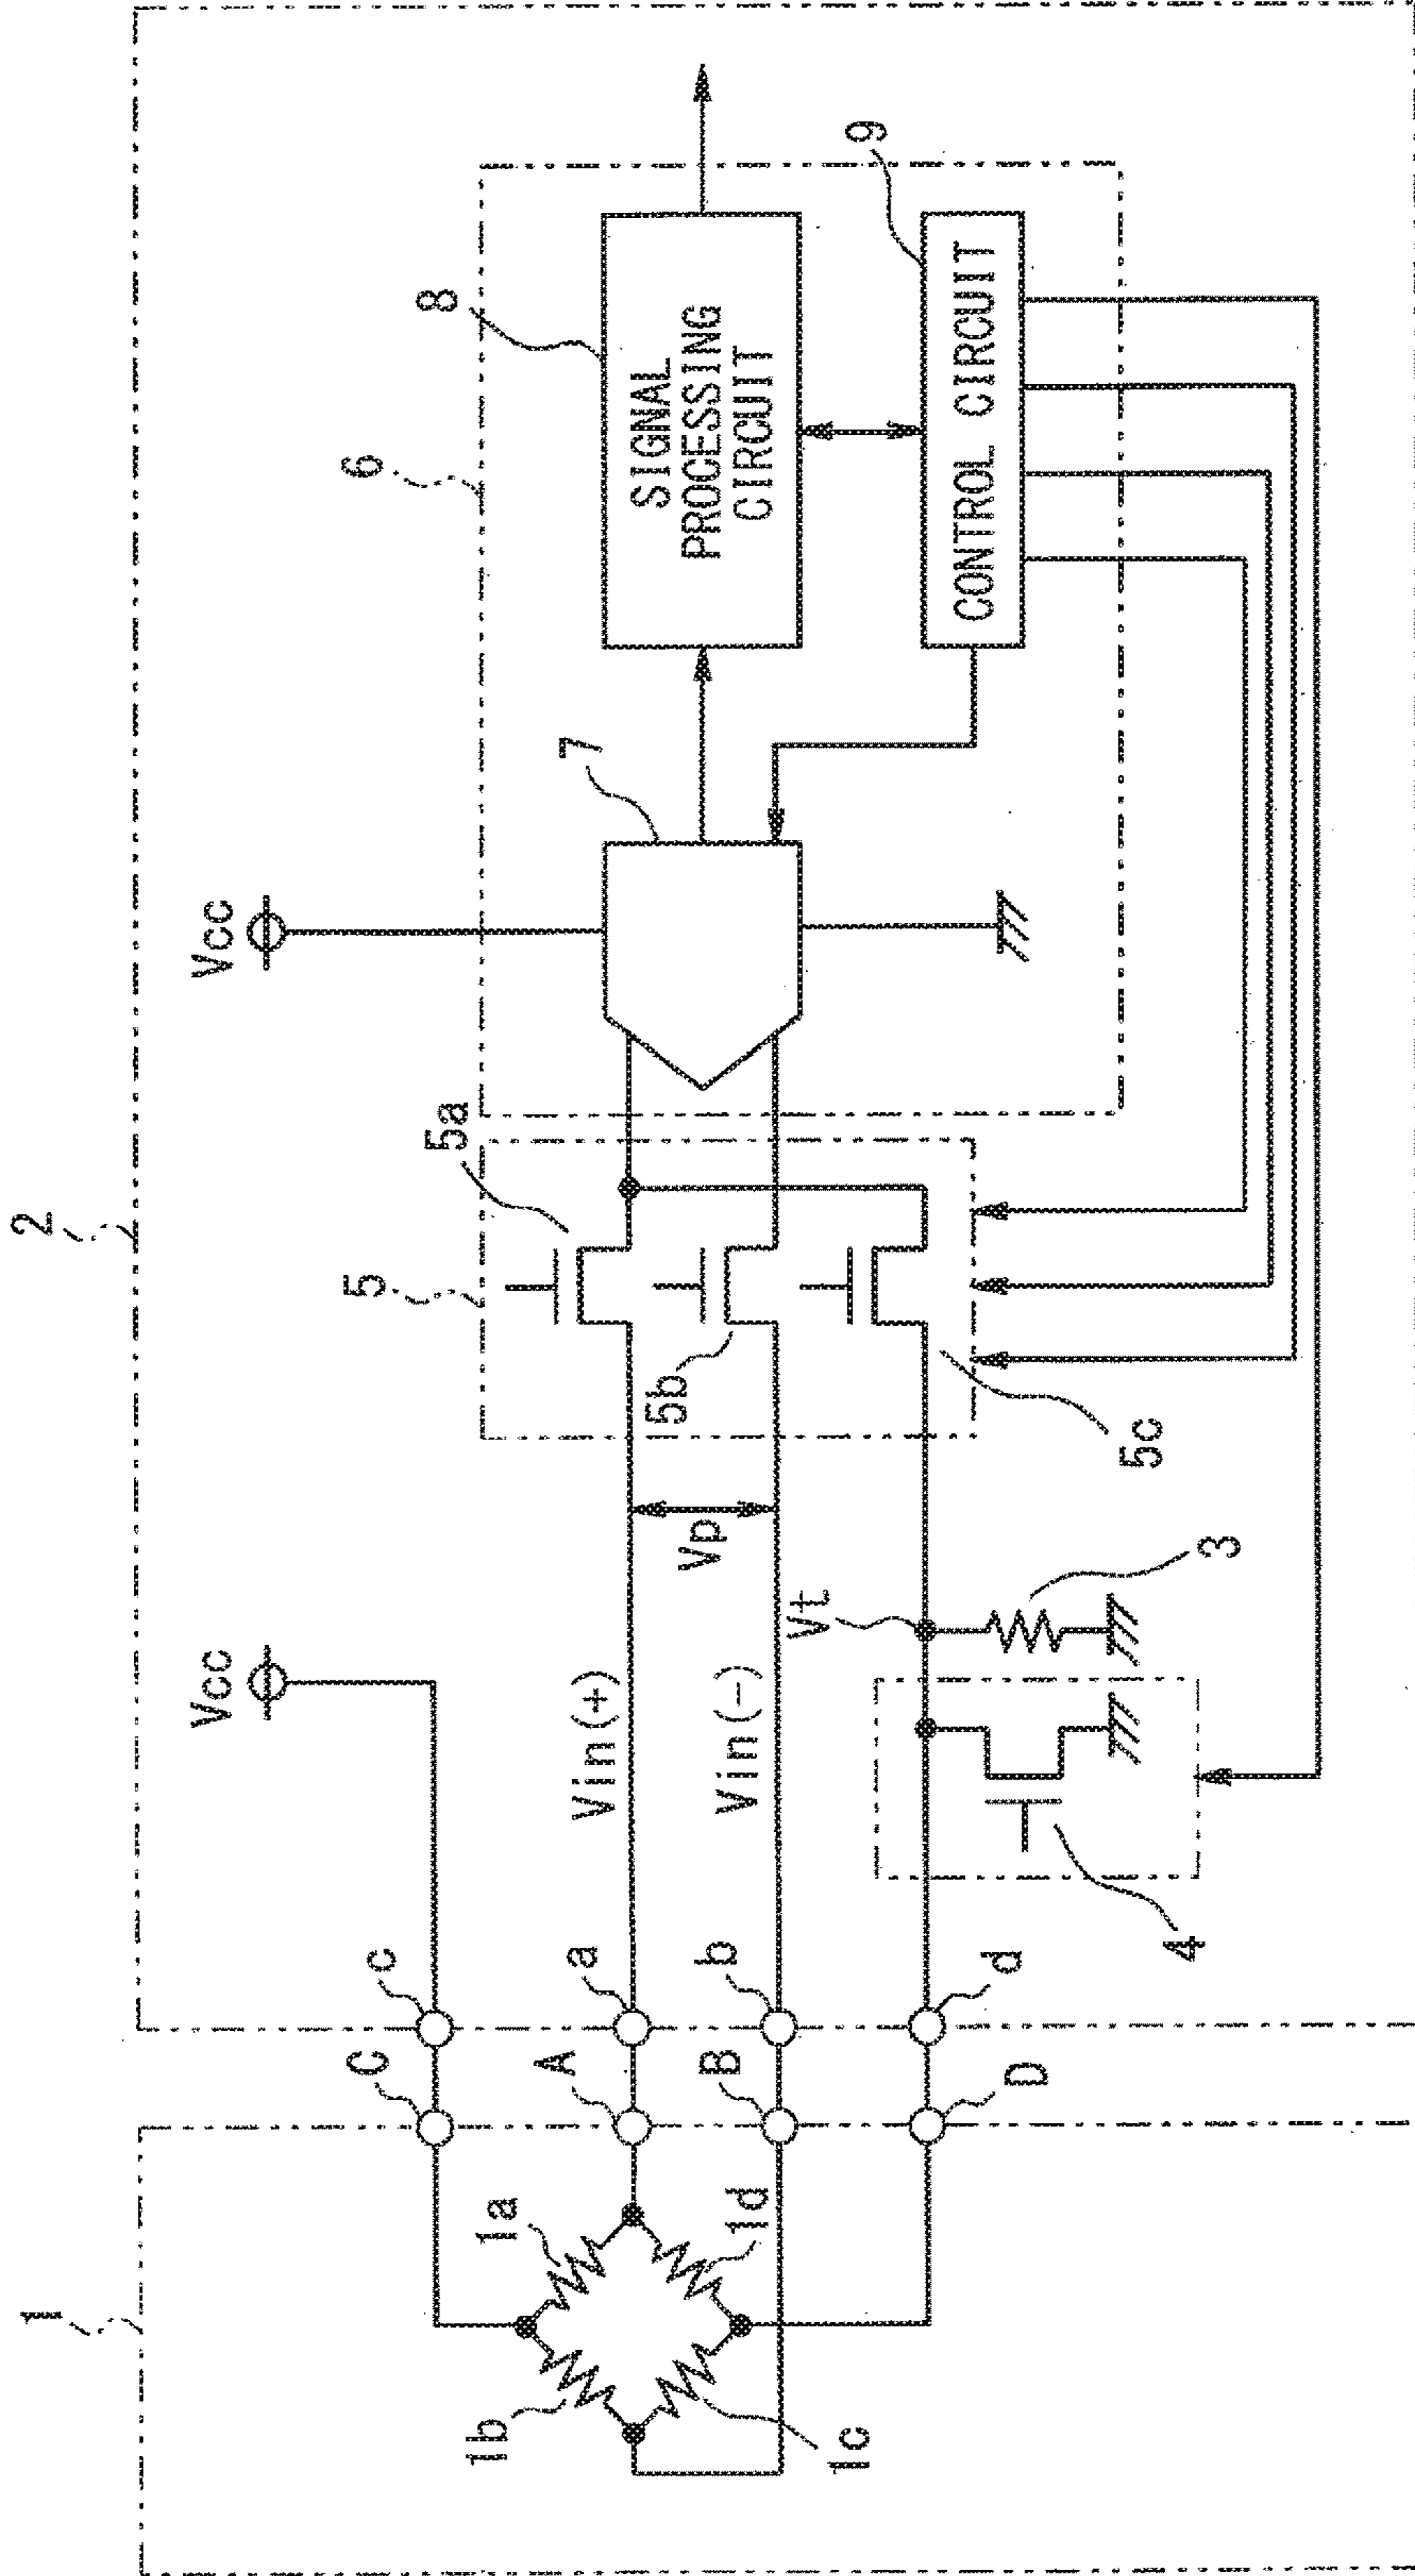 1
2
Vcc
Vcc
C
c
A
a
B
b
D
d
1a
1b
1c
1d
Vin(+)
Vin(-)
Vp
Vt
3
4
5
5a
5b
5c
6
7
8
SIGNAL
PROCESSING
CIRCUIT
9
CONTROL CIRCUIT